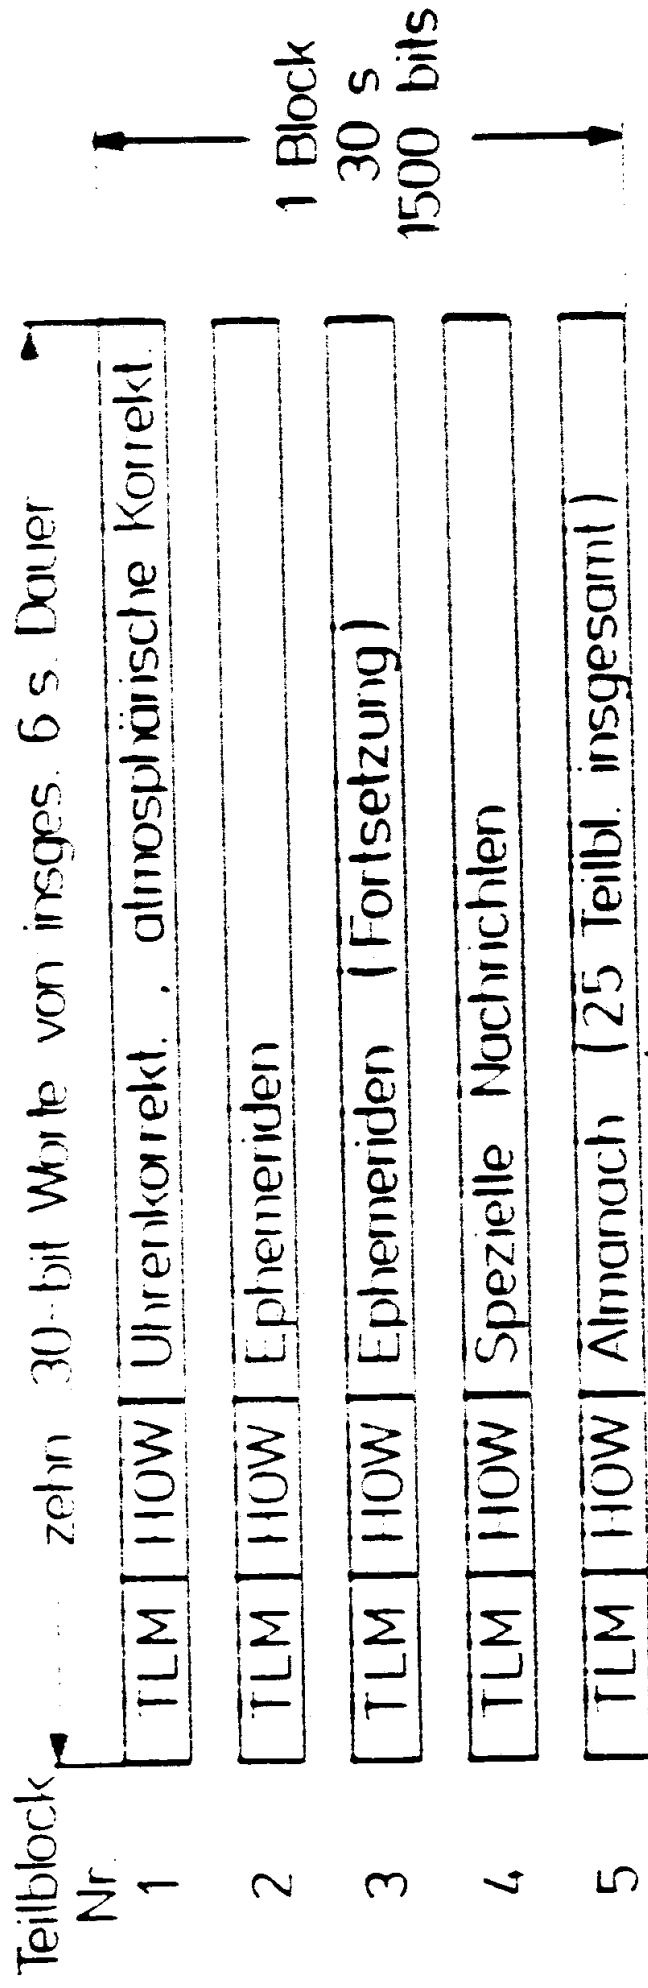 zehn 30-bit Worte von insges. 6 s. Dauer
Teilblock
Nr.
1 TLM HOW Uhrenkorrekt. , atmosphärische Korrekt.
2 TLM HOW Ephemeriden
3 TLM HOW Ephemeriden (Fortsetzung)
4 TLM HOW Spezielle Nachrichten
5 TLM HOW Almanach (25 Teilbl. insgesamt)
1 Block
30 s
1500 bits